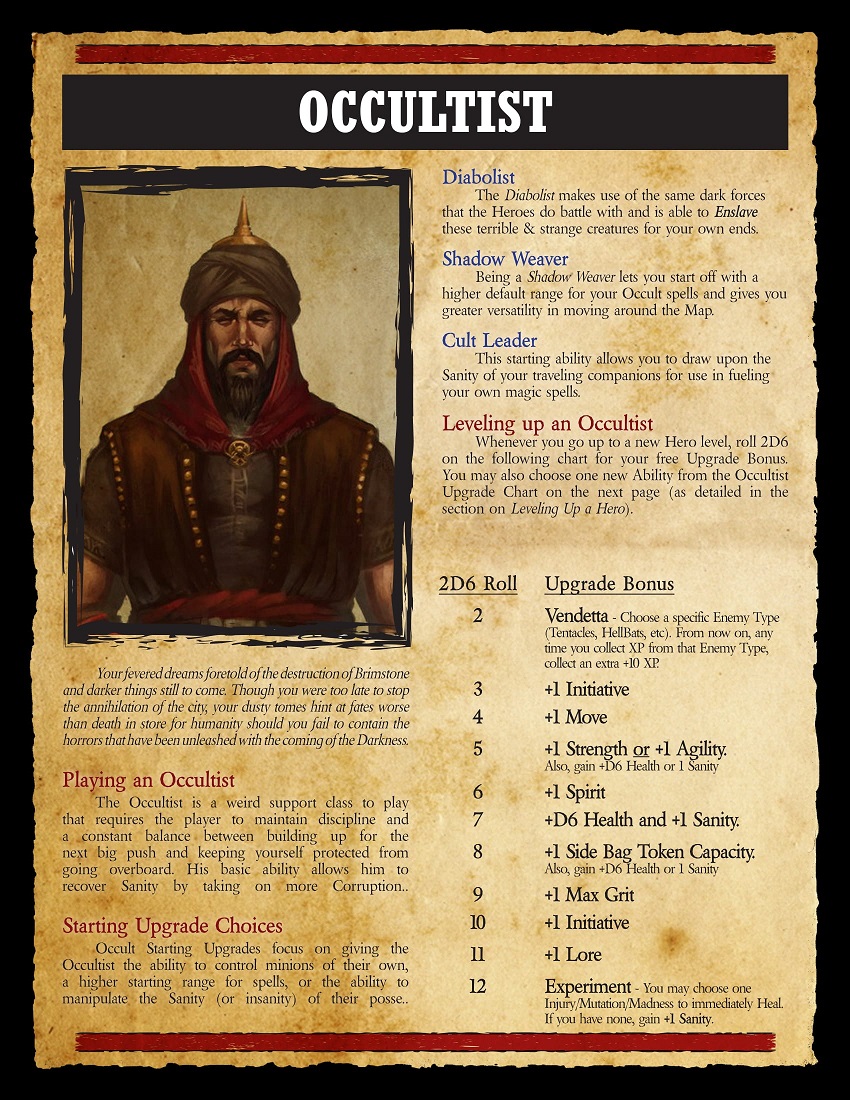 OCCULTIST
Your fevered dreams foretold of the destruction of Brimstone
and darker things still to come. Though you were too late to stop
the annihilation of the city, your dusty tomes hint at fates worse
than death in store for humanity should you fail to contain the
horrors that have been unleashed with the coming of the Darkness.
Playing an Occultist
The Occultist is a weird support class to play
that requires the player to maintain discipline and
a constant balance between building up for the
next big push and keeping yourself protected from
going overboard. His basic ability allows him to
recover Sanity by taking on more Corruption..
Starting Upgrade Choices
Occult Starting Upgrades focus on giving the
Occultist the ability to control minions of their own,
a higher starting range for spells, or the ability to
manipulate the Sanity (or insanity) of their posse..
Diabolist
The Diabolist makes use of the same dark forces
that the Heroes do battle with and is able to Enslave
these terrible & strange creatures for your own ends.
Shadow Weaver
Being a Shadow Weaver lets you start off with a
higher default range for your Occult spells and gives you
greater versatility in moving around the Map.
Cult Leader
This starting ability allows you to draw upon the
Sanity of your traveling companions for use in fueling
your own magic spells.
Leveling up an Occultist
Whenever you go up to a new Hero level, roll 2D6
on the following chart for your free Upgrade Bonus.
You may also choose one new Ability from the Occultist
Upgrade Chart on the next page (as detailed in the
section on Leveling Up a Hero).
2D6 Roll Upgrade Bonus
2 Vendetta - Choose a specific Enemy Type
(Tentacles, HellBats, etc). From now on, any
time you collect XP from that Enemy Type,
collect an extra +10 XP.
3 +1 Initiative
4 +1 Move
5 +1 Strength or +1 Agility.
Also, gain +D6 Health or 1 Sanity
6 +1 Spirit
7 +D6 Health and +1 Sanity.
8 +1 Side Bag Token Capacity.
Also, gain +D6 Health or 1 Sanity
9 +1 Max Grit
10 +1 Initiative
11 +1 Lore
12 Experiment - You may choose one
Injury/Mutation/Madness to immediately Heal.
If you have none, gain +1 Sanity.